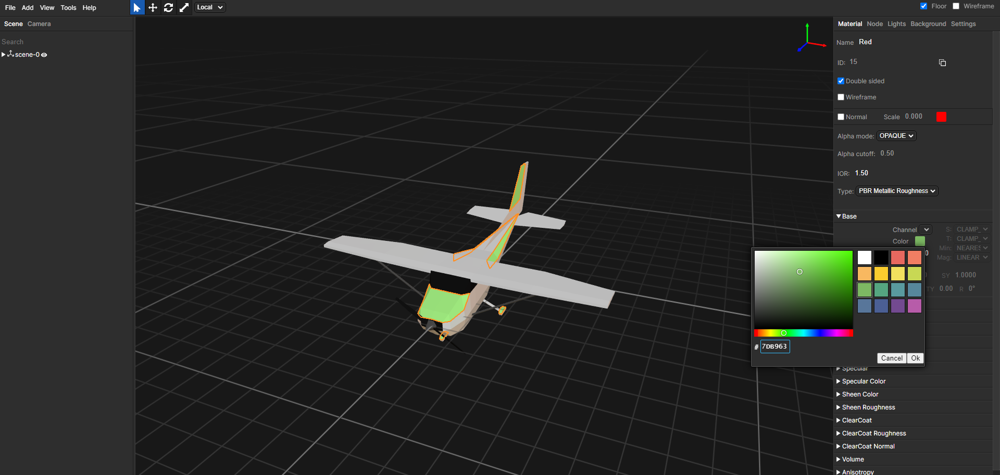 File Add View Tools Help
Local
Floor Wireframe
Scene Camera
Search
scene-0
Material Node Lights Background Settings
Name Red
ID: 15
Double sided
Wireframe
Normal Scale 0.000
Alpha mode: OPAQUE
Alpha cutoff: 0.50
IOR: 1.50
Type: PBR Metallic Roughness
Base
Channel S: CLAMP_
Color T: CLAMP_
0 Min: NEARES
Mag: LINEAR
SY 1.0000
TY 0.00 R 0°
# 7DB963
Cancel Ok
Specular
Specular Color
Sheen Color
Sheen Roughness
ClearCoat
ClearCoat Roughness
ClearCoat Normal
Volume
Anisotropy